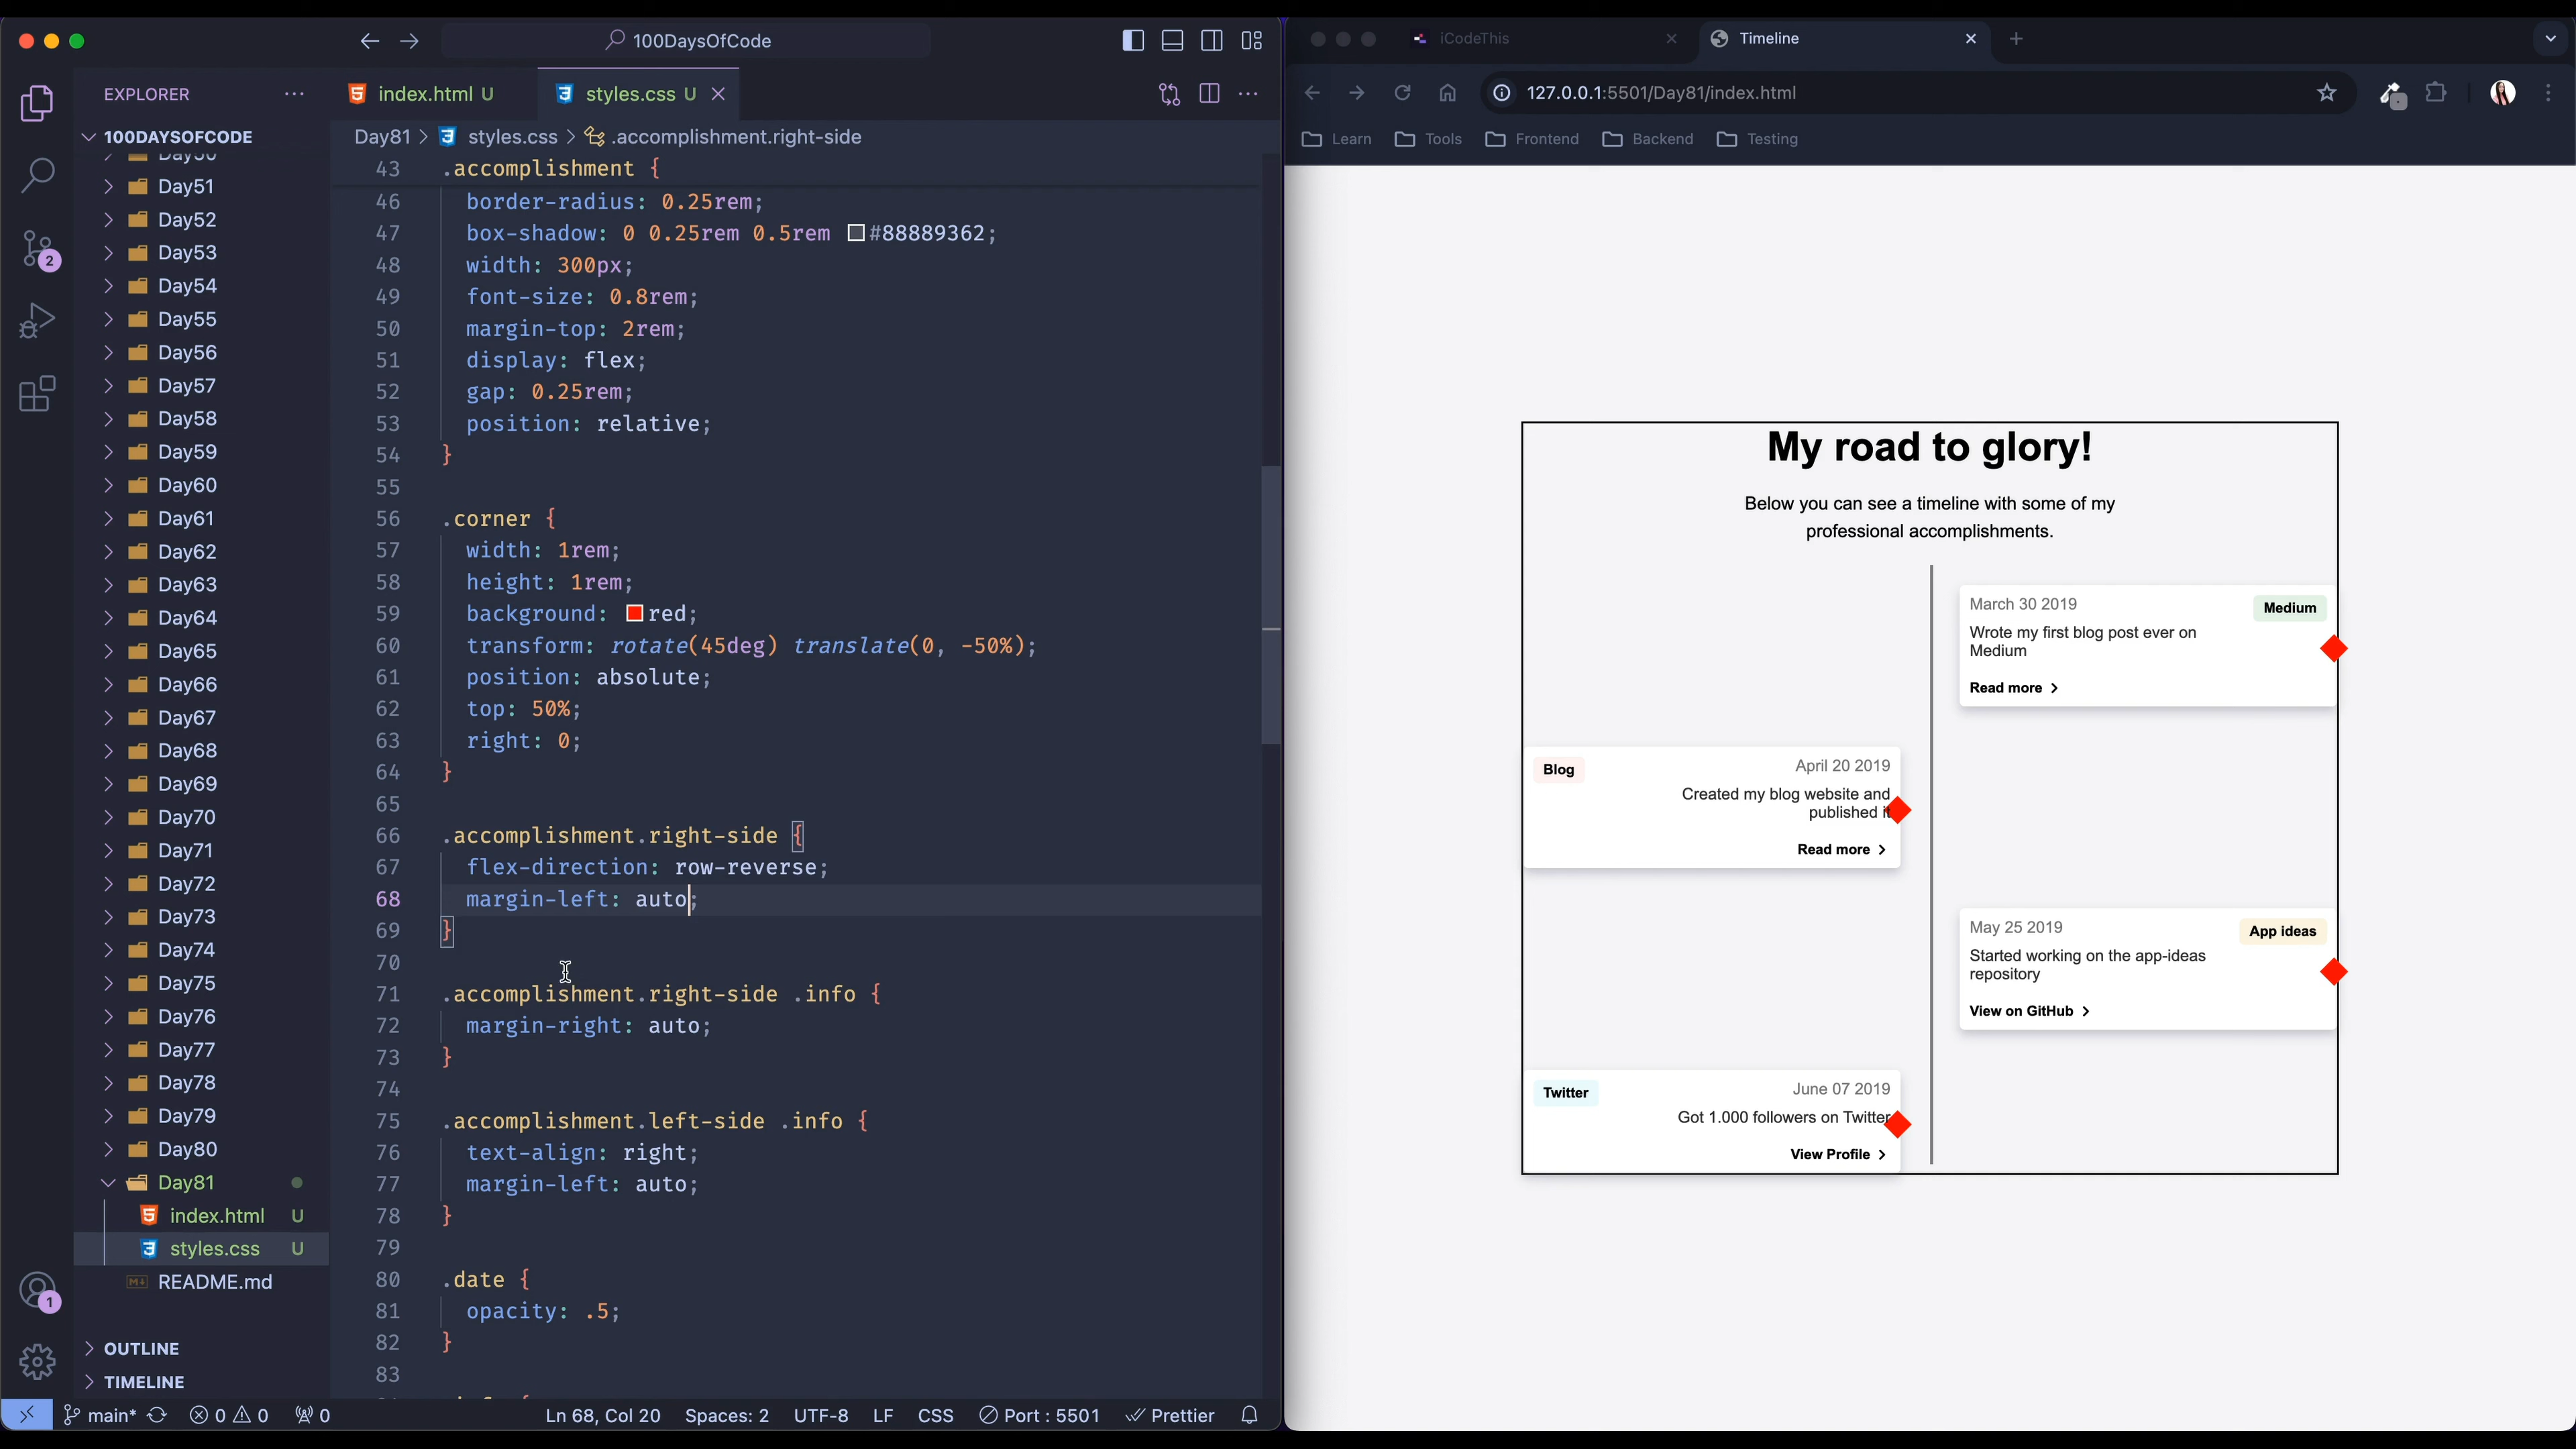 100DaysOfCode
EXPLORER
100DAYSOFCODE
Day50
Day51
Day52
Day53
Day54
Day55
Day56
Day57
Day58
Day59
Day60
Day61
Day62
Day63
Day64
Day65
Day66
Day67
Day68
Day69
Day70
Day71
Day72
Day73
Day74
Day75
Day76
Day77
Day78
Day79
Day80
Day81
index.html U
styles.css U
README.md
OUTLINE
TIMELINE
2
1
index.html U
styles.css U
Day81 > styles.css > .accomplishment.right-side
43 .accomplishment {
46 border-radius: 0.25rem;
47 box-shadow: 0 0.25rem 0.5rem #88889362;
48 width: 300px;
49 font-size: 0.8rem;
50 margin-top: 2rem;
51 display: flex;
52 gap: 0.25rem;
53 position: relative;
54 }
55
56 .corner {
57 width: 1rem;
58 height: 1rem;
59 background: red;
60 transform: rotate(45deg) translate(0, -50%);
61 position: absolute;
62 top: 50%;
63 right: 0;
64 }
65
66 .accomplishment.right-side {
67 flex-direction: row-reverse;
68 margin-left: auto;
69 }
70
71 .accomplishment.right-side .info {
72 margin-right: auto;
73 }
74
75 .accomplishment.left-side .info {
76 text-align: right;
77 margin-left: auto;
78 }
79
80 .date {
81 opacity: .5;
82 }
83
main* 0 0 0 Ln 68, Col 20 Spaces: 2 UTF-8 LF CSS Port : 5501 Prettier
iCodeThis
Timeline
127.0.0.1:5501/Day81/index.html
Learn Tools Frontend Backend Testing
My road to glory!
Below you can see a timeline with some of my
professional accomplishments.
March 30 2019
Medium
Wrote my first blog post ever on
Medium
Read more
Blog
April 20 2019
Created my blog website and
published it
Read more
May 25 2019
App ideas
Started working on the app-ideas
repository
View on GitHub
Twitter
June 07 2019
Got 1.000 followers on Twitter
View Profile